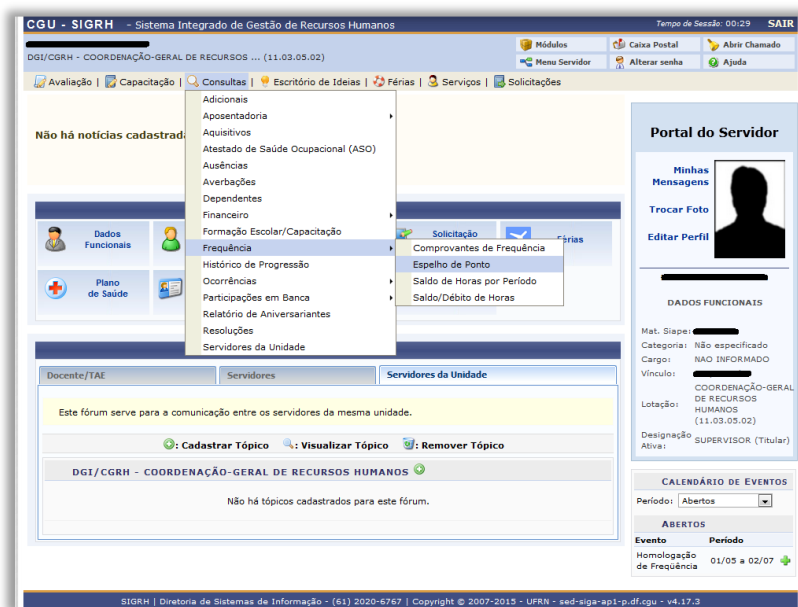 CGU - SIGRH - Sistema Integrado de Gestão de Recursos Humanos
Tempo de Sessão: 00:29 SAIR
DGI/CGRH - COORDENAÇÃO-GERAL DE RECURSOS ... (11.03.05.02)
Módulos
Caixa Postal
Abrir Chamado
Menu Servidor
Alterar senha
Ajuda
Avaliação | Capacitação | Consultas | Escritório de Ideias | Férias | Serviços | Solicitações
Adicionais
Aposentadoria
Aquisitivos
Atestado de Saúde Ocupacional (ASO)
Ausências
Averbações
Dependentes
Financeiro
Formação Escolar/Capacitação
Frequência
Histórico de Progressão
Ocorrências
Participações em Banca
Relatório de Aniversariantes
Resoluções
Servidores da Unidade
Comprovantes de Frequência
Espelho de Ponto
Saldo de Horas por Período
Saldo/Débito de Horas
Não há notícias cadastrad
Dados
Funcionais
Solicitação
Férias
Plano
de Saúde
Docente/TAE
Servidores
Servidores da Unidade
Este fórum serve para a comunicação entre os servidores da mesma unidade.
: Cadastrar Tópico : Visualizar Tópico : Remover Tópico
DGI/CGRH - COORDENAÇÃO-GERAL DE RECURSOS HUMANOS
Não há tópicos cadastrados para este fórum.
Portal do Servidor
Minhas
Mensagens
Trocar Foto
Editar Perfil
DADOS FUNCIONAIS
Mat. Siape:
Categoria: Não especificado
Cargo: NAO INFORMADO
Vínculo:
Lotação: COORDENAÇÃO-GERAL
DE RECURSOS
HUMANOS
(11.03.05.02)
Designação
Ativa: SUPERVISOR (Titular)
CALENDÁRIO DE EVENTOS
Período: Abertos
ABERTOS
Evento Período
Homologação
de Freqüência 01/05 a 02/07
SIGRH | Diretoria de Sistemas de Informação - (61) 2020-6767 | Copyright © 2007-2015 - UFRN - sed-siga-ap1-p.df.cgu - v4.17.3